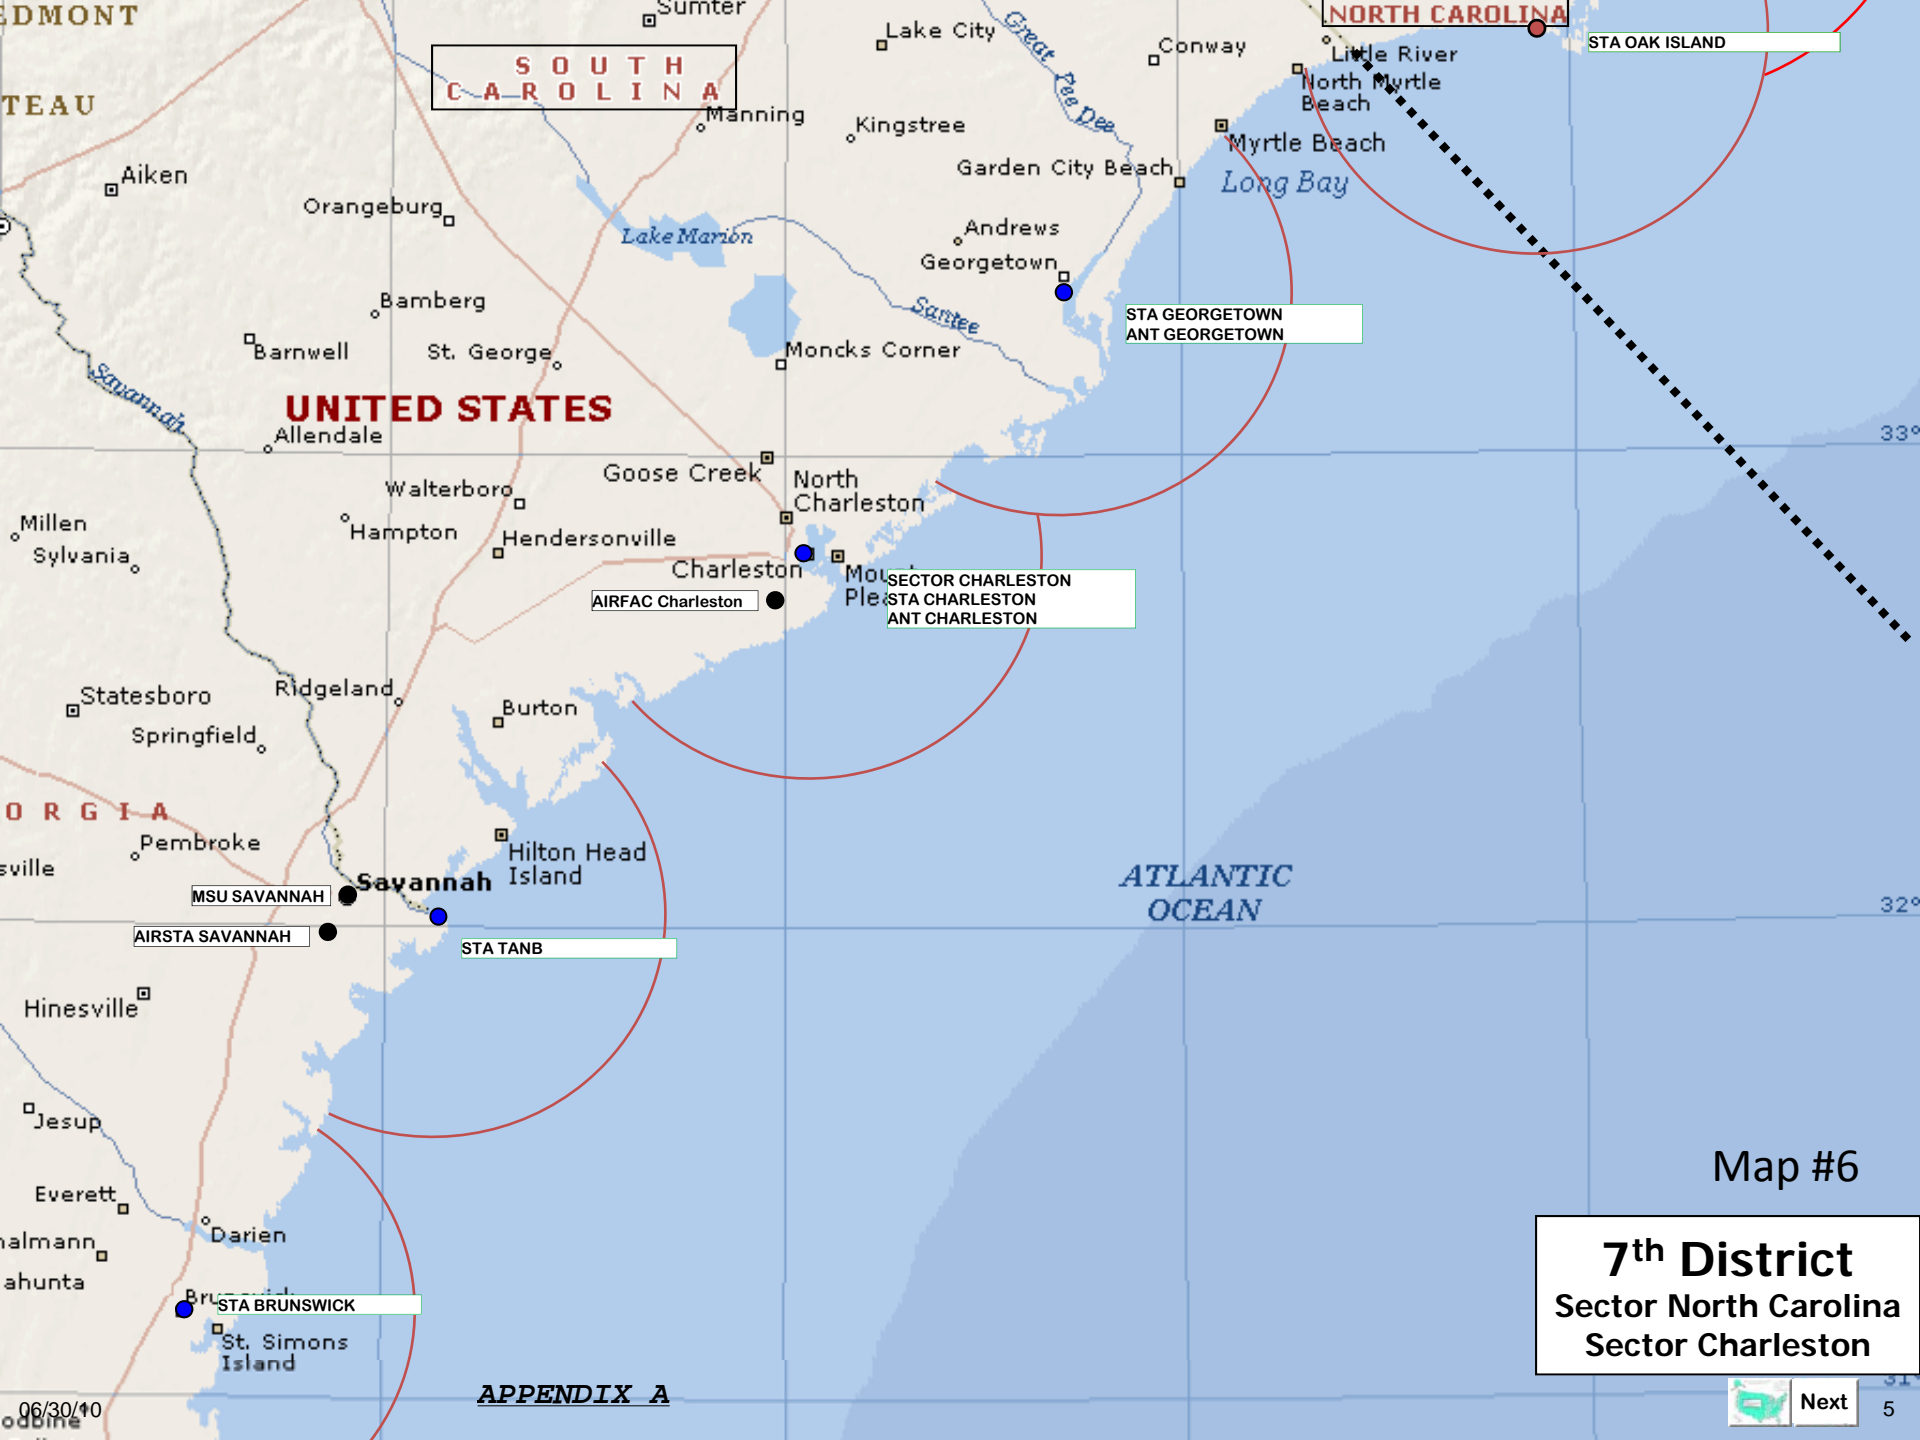 EDMONT
TEAU
Sumter
Lake City
Great Pee Dee
Conway
NORTH CAROLINA
STA OAK ISLAND
Little River
North Myrtle
Beach
SOUTH
CAROLINA
Manning
Kingstree
Myrtle Beach
Garden City Beach
Long Bay
Aiken
Orangeburg
Lake Marion
Andrews
Georgetown
STA GEORGETOWN
ANT GEORGETOWN
Bamberg
Santee
Barnwell
St. George
Moncks Corner
Savannah
UNITED STATES
Allendale
33°
Goose Creek
North
Charleston
Walterboro
Hampton
Hendersonville
Millen
Sylvania
Charleston
SECTOR CHARLESTON
STA CHARLESTON
ANT CHARLESTON
AIRFAC Charleston
Statesboro
Ridgeland
Burton
Springfield
ORGIA
Pembroke
sville
Hilton Head
Island
Savannah
MSU SAVANNAH
AIRSTA SAVANNAH
STA TANB
ATLANTIC
OCEAN
32°
Hinesville
Jesup
Everett
Darien
nalmann
ahunta
STA BRUNSWICK
St. Simons
Island
Map #6
7th District
Sector North Carolina
Sector Charleston
31°
APPENDIX A
06/30/10
odbine
Next
5